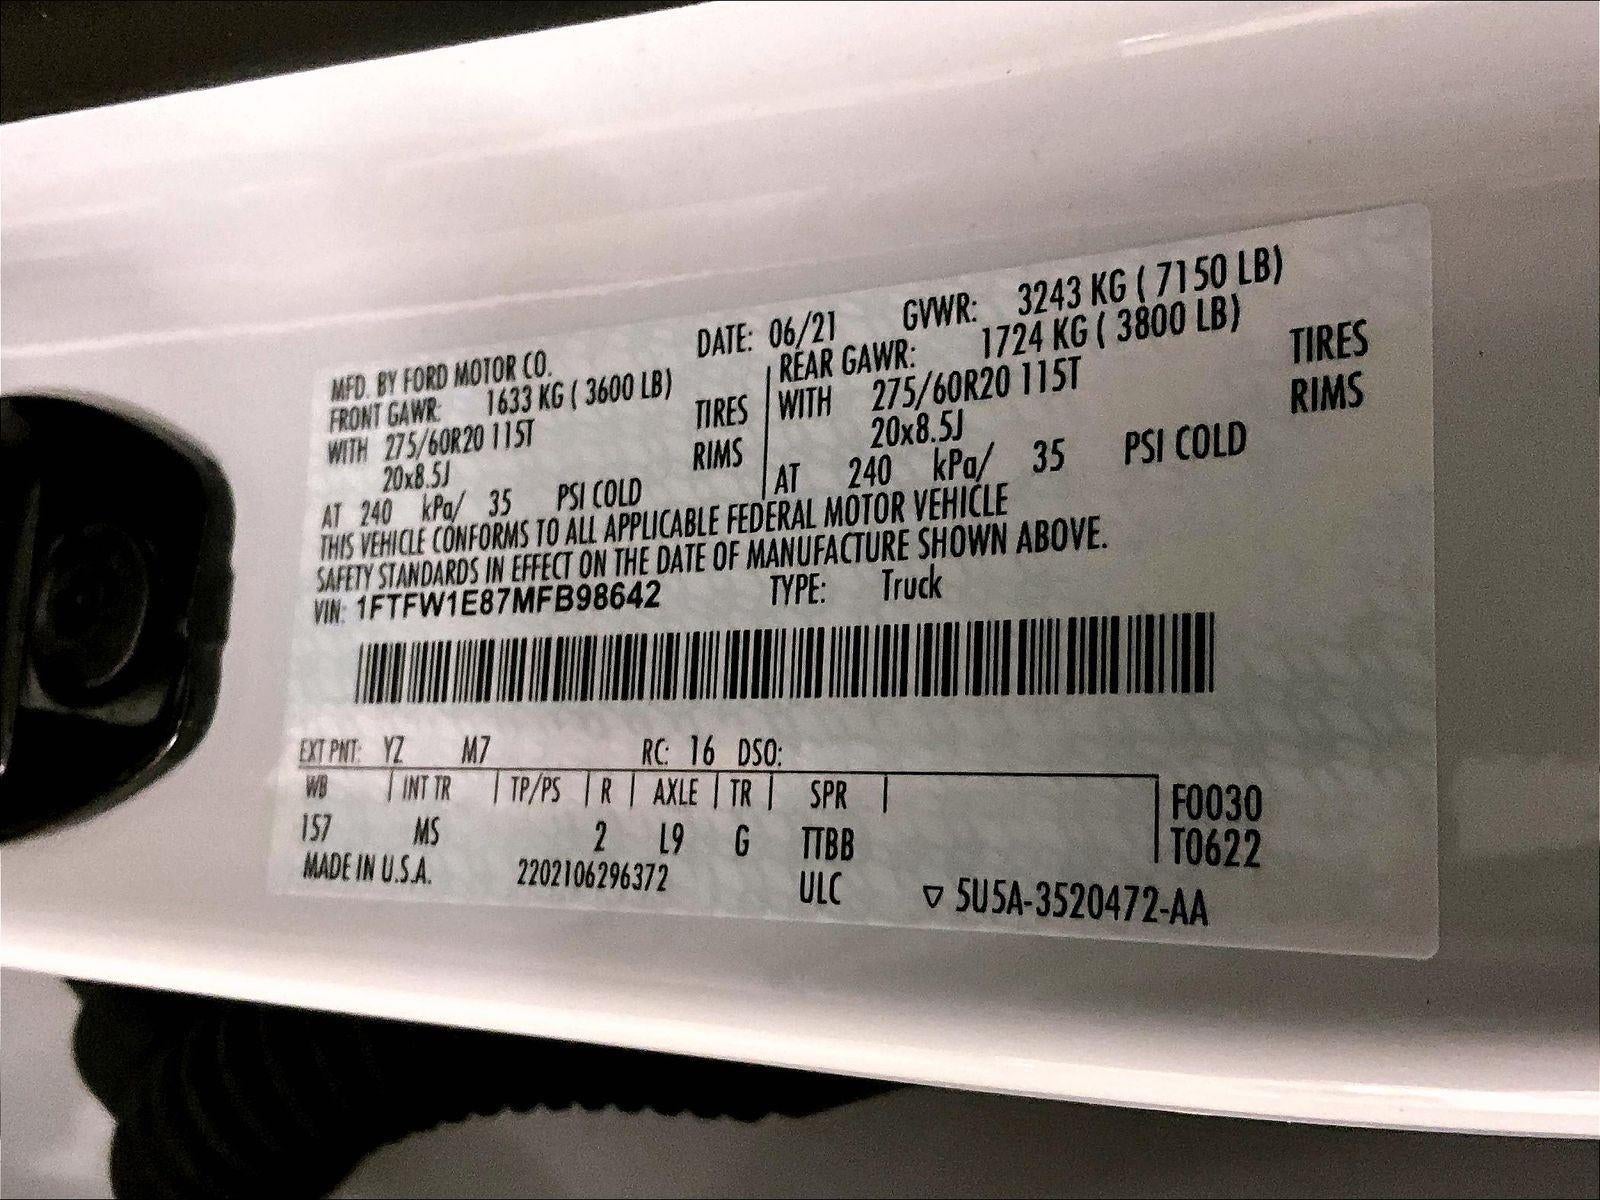 MFD. BY FORD MOTOR CO.
DATE: 06/21 GVWR: 3243 KG ( 7150 LB)
FRONT GAWR: 1633 KG ( 3600 LB)
WITH 275/60R20 115T TIRES
20x8.5J RIMS
AT 240 kPa/ 35 PSI COLD
REAR GAWR: 1724 KG ( 3800 LB)
WITH 275/60R20 115T TIRES
20x8.5J RIMS
AT 240 kPa/ 35 PSI COLD
THIS VEHICLE CONFORMS TO ALL APPLICABLE FEDERAL MOTOR VEHICLE
SAFETY STANDARDS IN EFFECT ON THE DATE OF MANUFACTURE SHOWN ABOVE.
VIN: 1FTFW1E87MFB98642 TYPE: Truck
EXT PNT: YZ M7 RC: 16 DSO:
WB | INT TR | TP/PS | R | AXLE | TR | SPR | F0030
157 MS 2 L9 G TTBB T0622
MADE IN U.S.A. 2202106296372 ULC ▽ 5U5A-3520472-AA